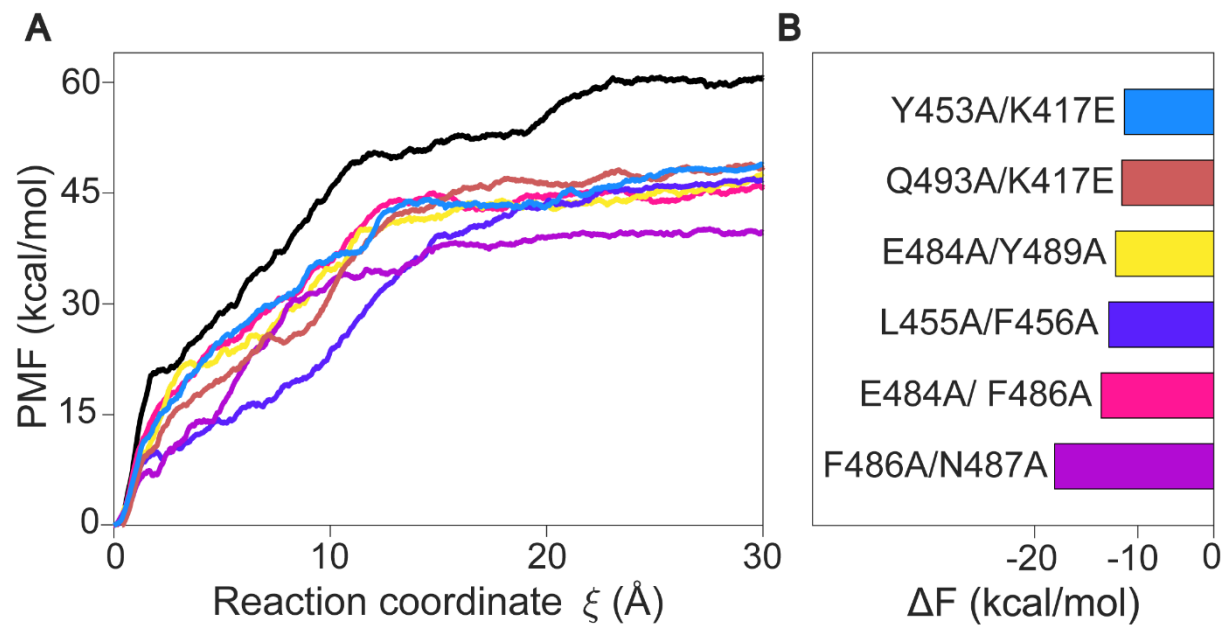 A
PMF (kcal/mol)
60
45
30
15
0
0 10 20 30
Reaction coordinate ξ (Å)
B
Y453A/K417E
Q493A/K417E
E484A/Y489A
L455A/F456A
E484A/ F486A
F486A/N487A
-20 -10 0
ΔF (kcal/mol)